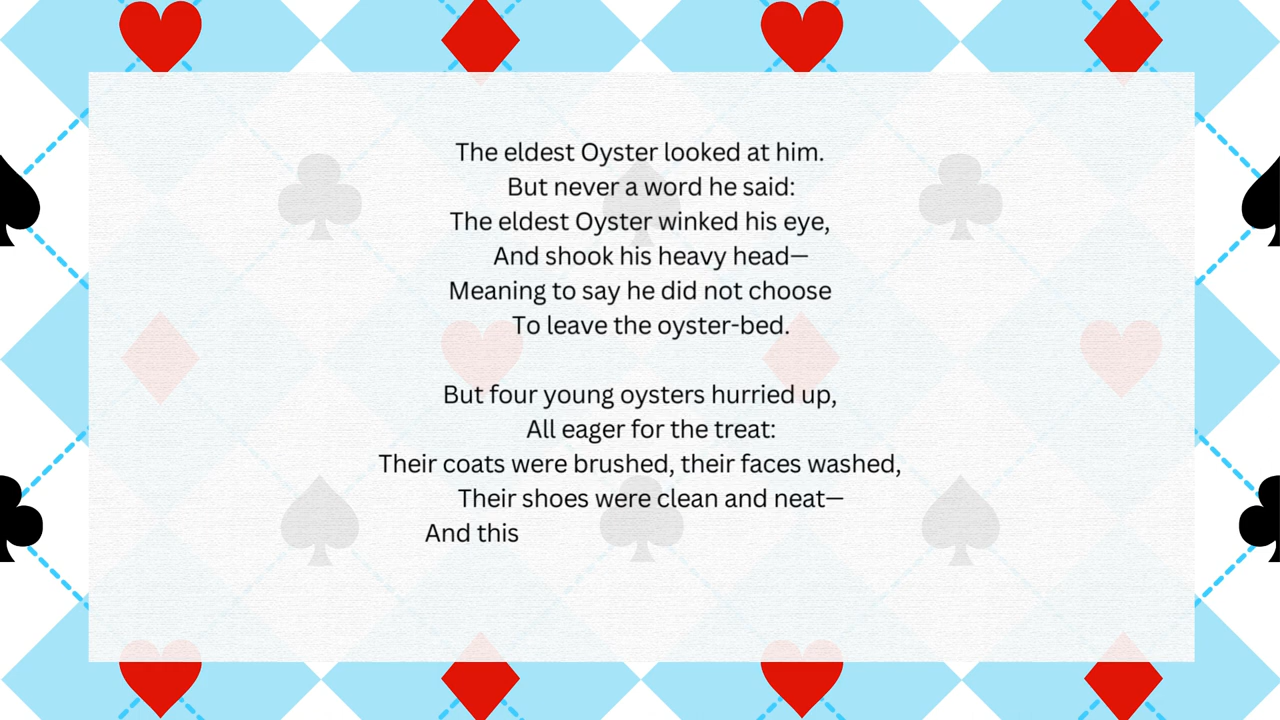 The eldest Oyster looked at him.
But never a word he said:
The eldest Oyster winked his eye,
And shook his heavy head—
Meaning to say he did not choose
To leave the oyster-bed.
But four young oysters hurried up,
All eager for the treat:
Their coats were brushed, their faces washed,
Their shoes were clean and neat—
And this